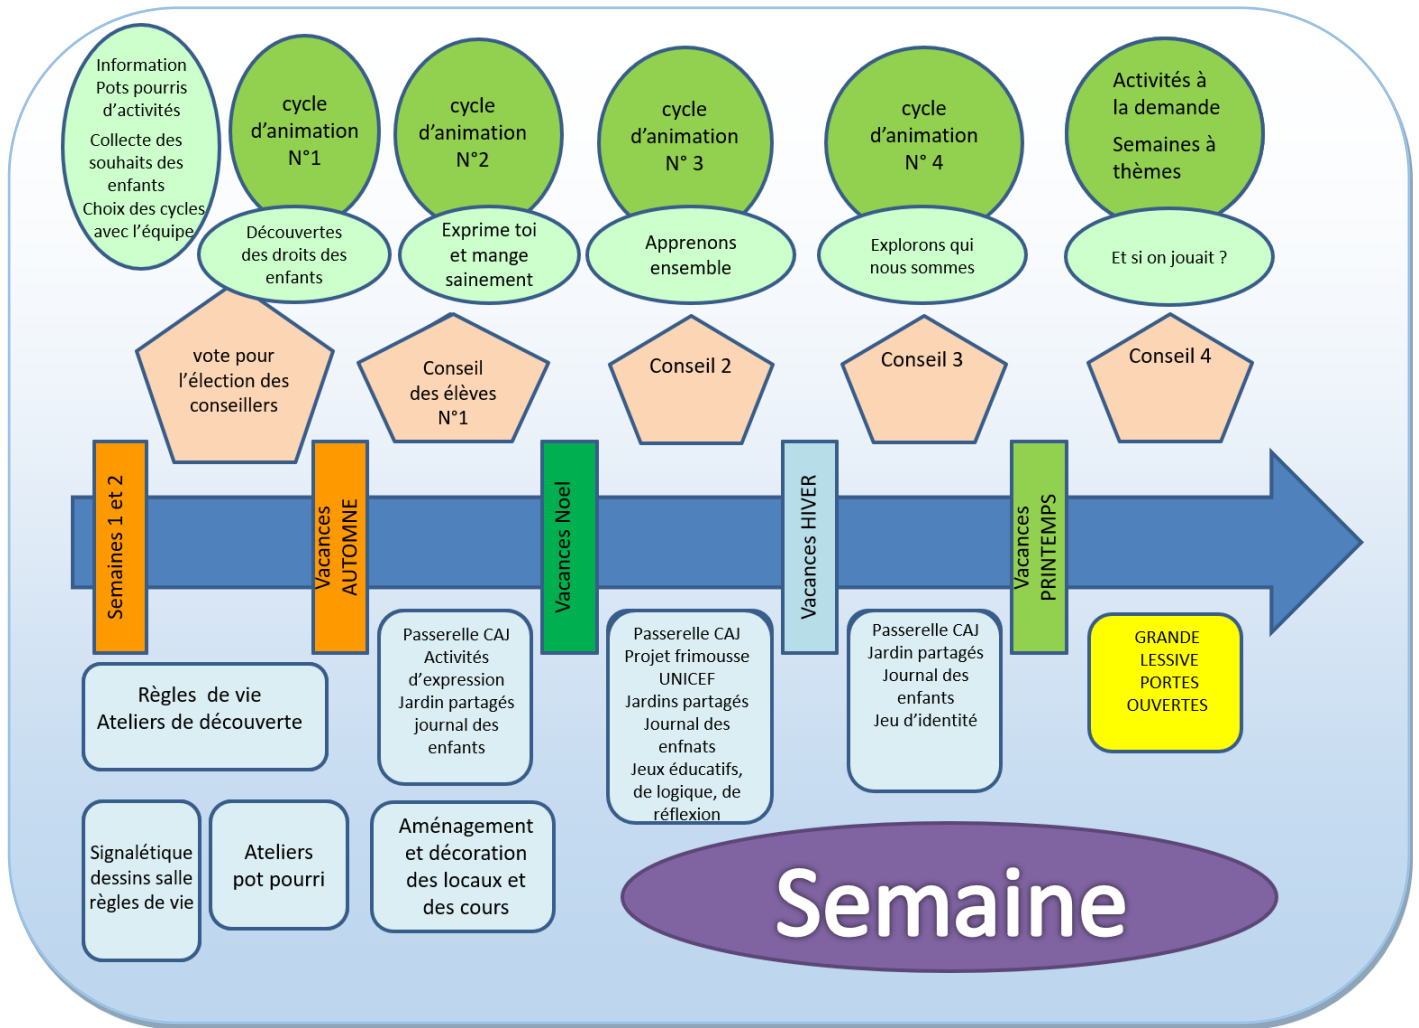 Information
Pots pourris
d’activités
Collecte des
souhaits des
enfants
Choix des cycles
avec l’équipe
cycle
d’animation
N°1
cycle
d’animation
N°2
cycle
d’animation
N° 3
cycle
d’animation
N° 4
Activités à
la demande
Semaines à
thèmes
Découvertes
des droits des
enfants
Exprime toi
et mange
sainement
Apprenons
ensemble
Explorons qui
nous sommes
Et si on jouait ?
vote pour
l’élection des
conseillers
Conseil
des élèves
N°1
Conseil 2
Conseil 3
Conseil 4
Semaines 1 et 2
Vacances
AUTOMNE
Vacances Noel
Vacances HIVER
Vacances
PRINTEMPS
Règles  de vie
Ateliers de découverte
Passerelle CAJ
Activités
d’expression
Jardin partagés
journal des
enfants
Passerelle CAJ
Projet frimousse
UNICEF
Jardins partagés
Journal des
enfnats
Jeux éducatifs,
de logique, de
réflexion
Passerelle CAJ
Jardin partagés
Journal des
enfants
Jeu d’identité
GRANDE
LESSIVE
PORTES
OUVERTES
Signalétique
dessins salle
règles de vie
Ateliers
pot pourri
Aménagement
et décoration
des locaux et
des cours
Semaine